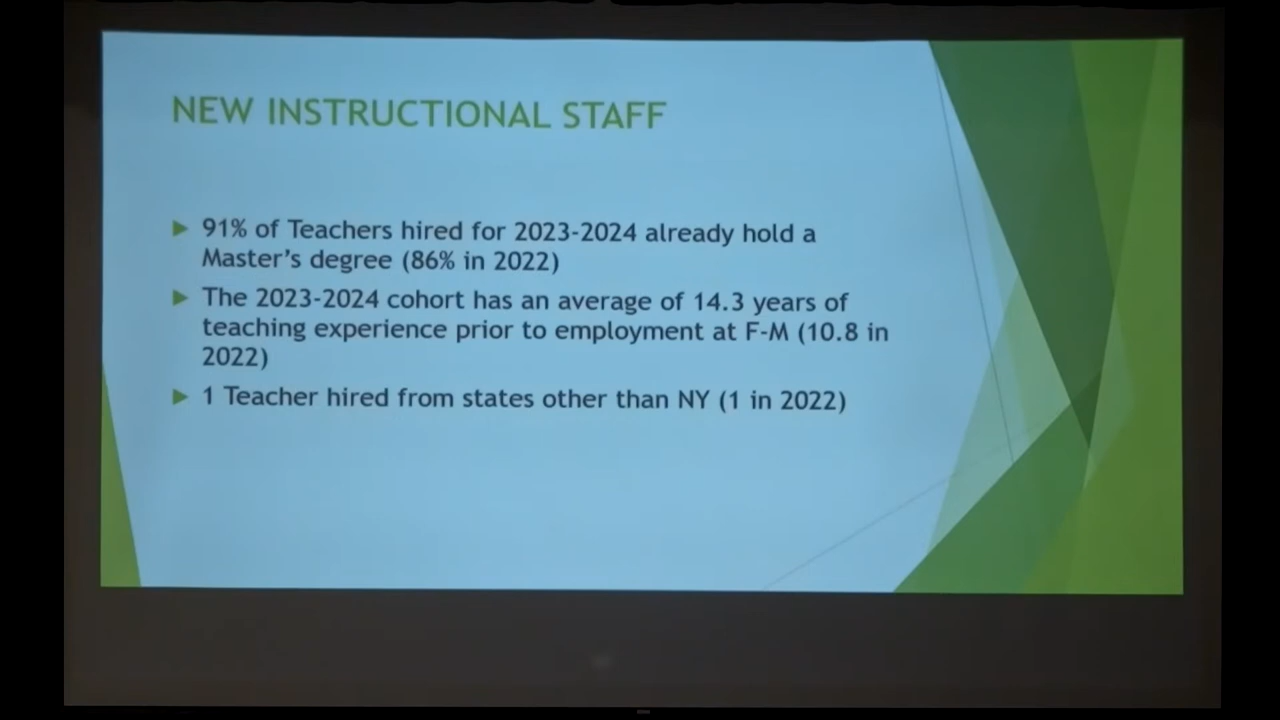 NEW INSTRUCTIONAL STAFF
91% of Teachers hired for 2023-2024 already hold a
Master's degree (86% in 2022)
The 2023-2024 cohort has an average of 14.3 years of
teaching experience prior to employment at F-M (10.8 in
2022)
1 Teacher hired from states other than NY (1 in 2022)